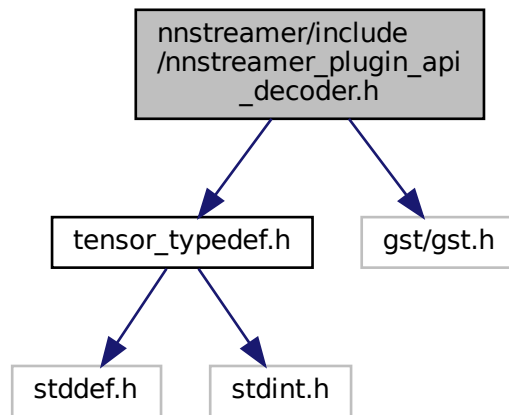 nnstreamer/include
/nnstreamer_plugin_api
_decoder.h
tensor_typedef.h
gst/gst.h
stddef.h
stdint.h